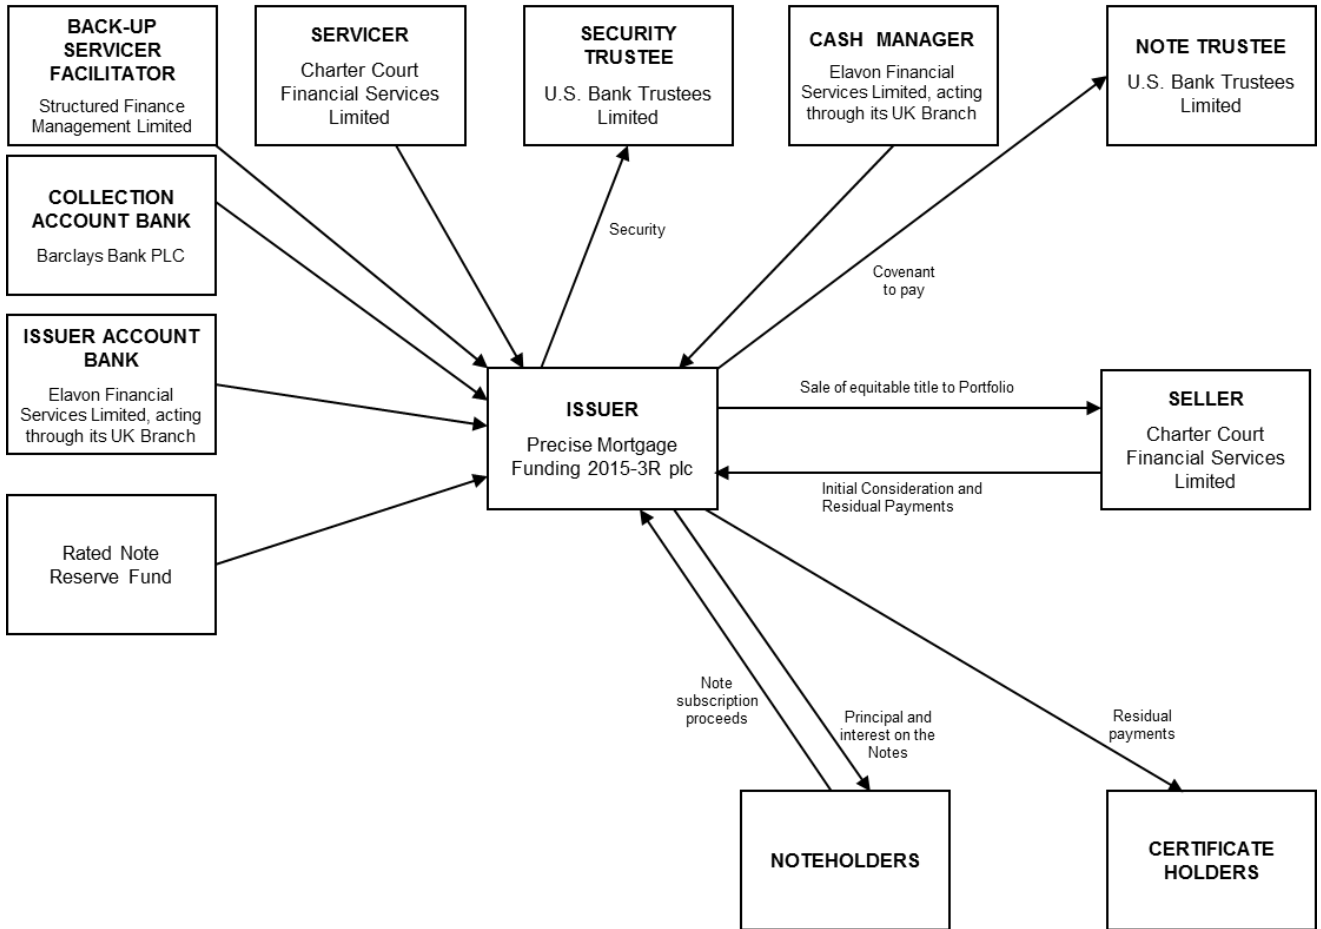 BACK-UP
SERVICER
FACILITATOR
Structured Finance
Management Limited
SERVICER
Charter Court
Financial Services
Limited
SECURITY
TRUSTEE
U.S. Bank Trustees
Limited
CASH MANAGER
Elavon Financial
Services Limited, acting
through its UK Branch
NOTE TRUSTEE
U.S. Bank Trustees
Limited
COLLECTION
ACCOUNT BANK
Barclays Bank PLC
Security
Covenant
to pay
ISSUER ACCOUNT
BANK
Elavon Financial
Services Limited, acting
through its UK Branch
ISSUER
Precise Mortgage
Funding 2015-3R plc
Sale of equitable title to Portfolio
Initial Consideration and
Residual Payments
SELLER
Charter Court
Financial Services
Limited
Rated Note
Reserve Fund
Note
subscription
proceeds
Principal and
interest on the
Notes
Residual
payments
NOTEHOLDERS
CERTIFICATE
HOLDERS